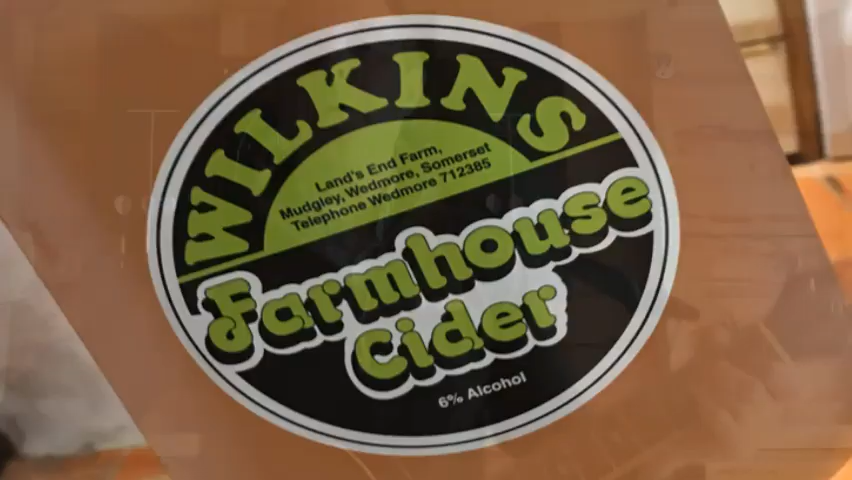 WILKINS
Land's End Farm,
Mudgley, Wedmore, Somerset
Telephone Wedmore 712385
Farmhouse
Cider
6% Alcohol